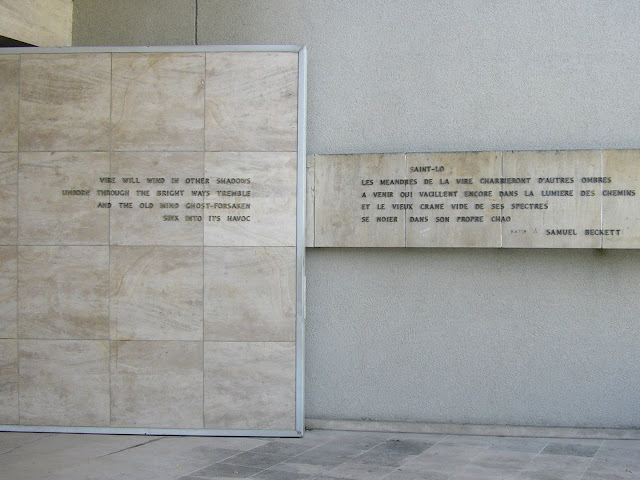 VIRE WILL WIND IN OTHER SHADOWS
UNBORN THROUGH THE BRIGHT WAYS TREMBLE
AND THE OLD MIND GHOST-FORSAKEN
SINK INTO IT'S HAVOC
SAINT-LO
LES MEANDRES DE LA VIRE CHARRIERONT D'AUTRES OMBRES
A VENIR QUI VACILLENT ENCORE DANS LA LUMIERE DES CHEMINS
ET LE VIEUX CRANE VIDE DE SES SPECTRES
SE NOIER DANS SON PROPRE CHAO
SAMUEL BECKETT